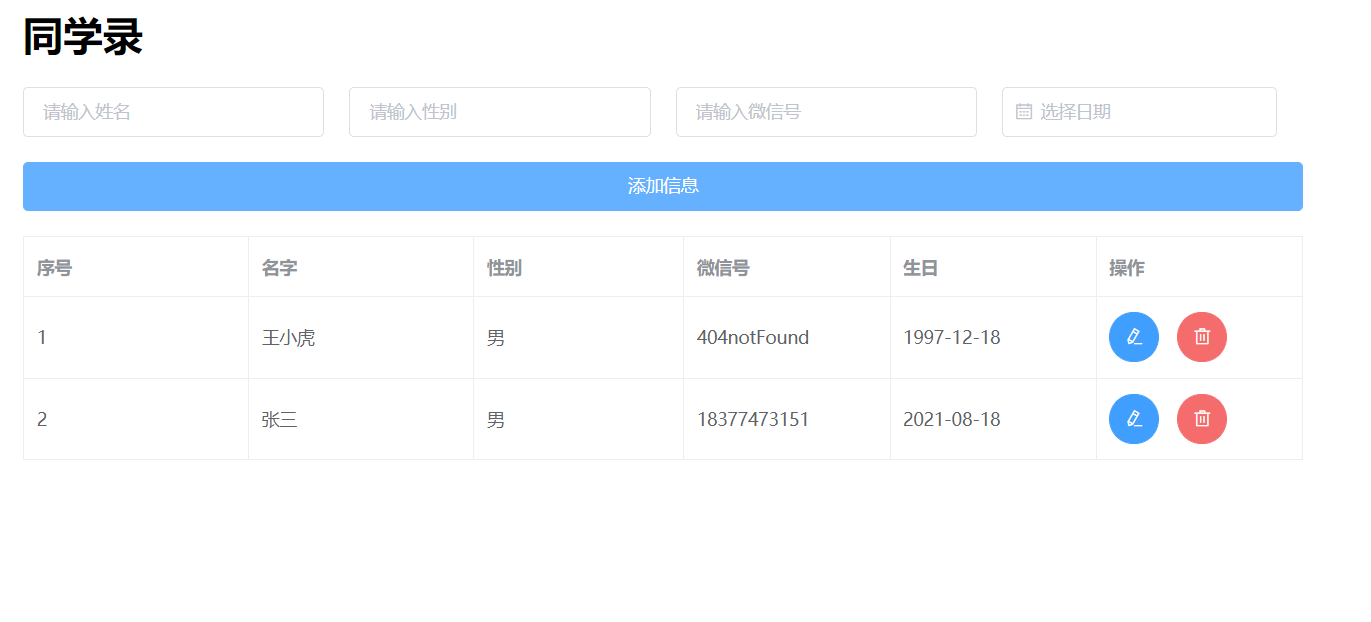 同学录
请输入姓名 请输入性别 请输入微信号 选择日期
添加信息
序号 名字 性别 微信号 生日 操作
1 王小虎 男 404notFound 1997-12-18
2 张三 男 18377473151 2021-08-18